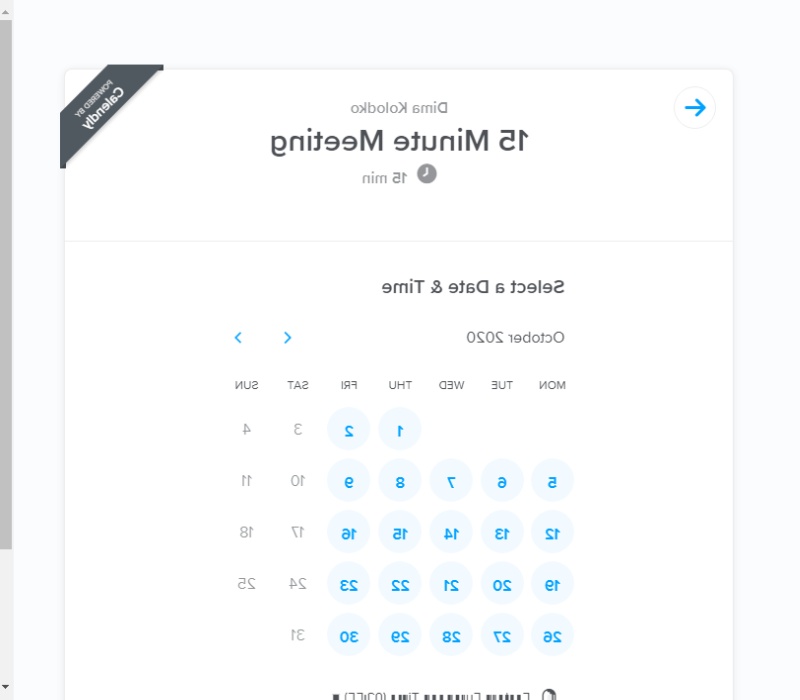 POWERED BY
Calendly
Dima Kolodko
15 Minute Meeting
15 min
Select a Date & Time
October 2020
MON TUE WED THU FRI SAT SUN
1 2 3 4
5 6 7 8 9 10 11
12 13 14 15 16 17 18
19 20 21 22 23 24 25
26 27 28 29 30 31